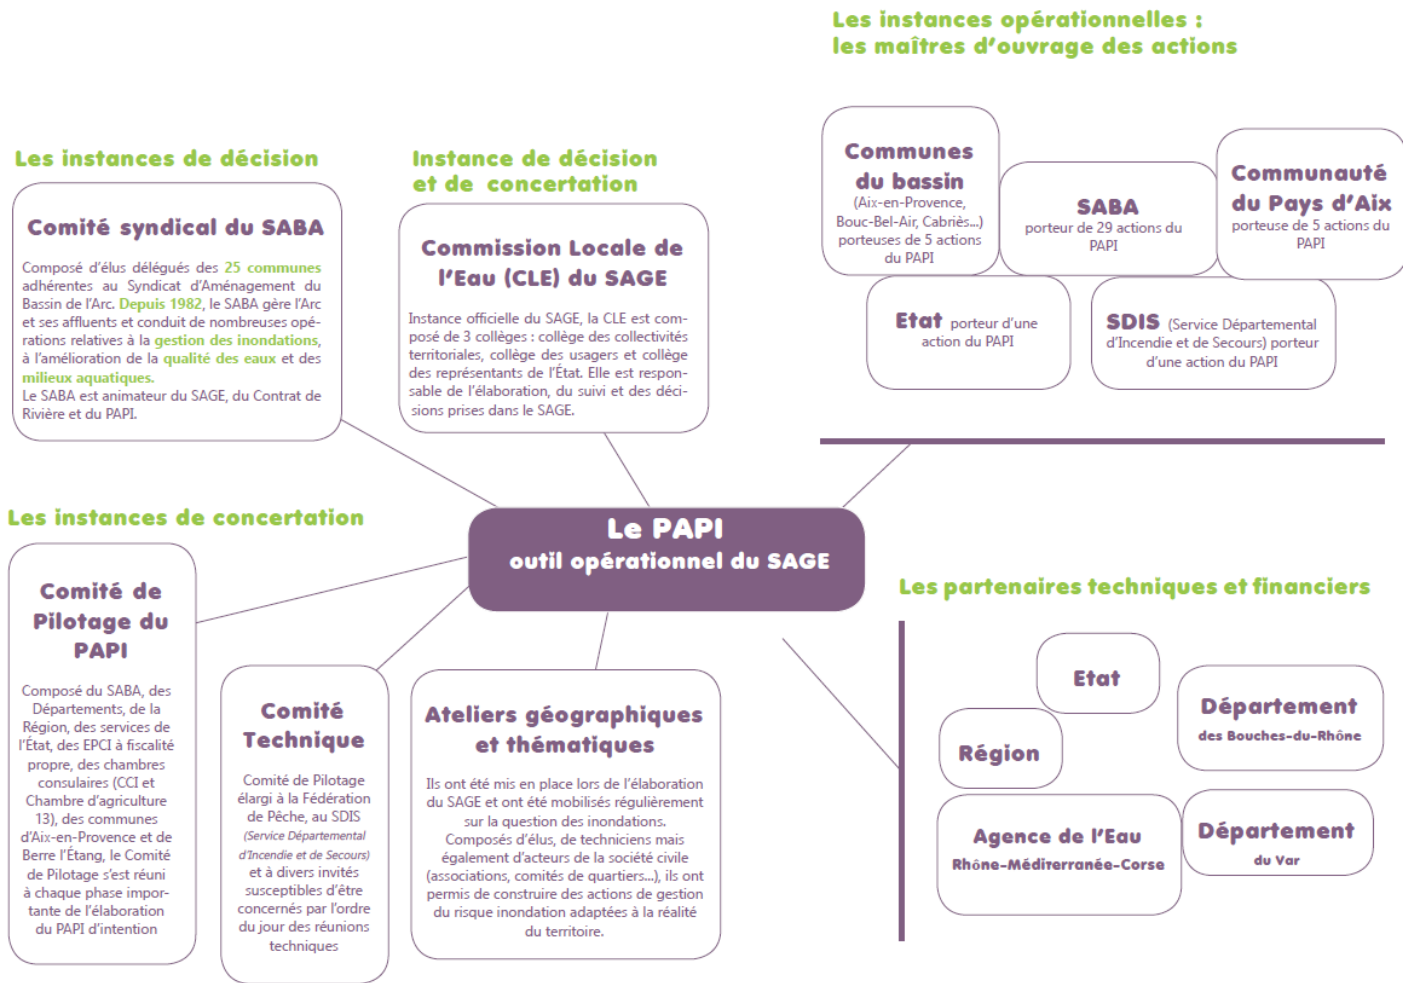 Les instances opérationnelles :
les maîtres d'ouvrage des actions
Communes
du bassin
(Aix-en-Provence,
Bouc-Bel-Air, Cabriès...)
porteuses de 5 actions
du PAPI
SABA
porteur de 29 actions du
PAPI
Communauté
du Pays d'Aix
porteuse de 5 actions du
PAPI
Etat porteur d'une
action du PAPI
SDIS (Service Départemental
d'Incendie et de Secours) porteur
d'une action du PAPI
Les instances de décision
Comité syndical du SABA
Composé d'élus délégués des 25 communes
adhérentes au Syndicat d'Aménagement du
Bassin de l'Arc. Depuis 1982, le SABA gère l'Arc
et ses affluents et conduit de nombreuses opé-
rations relatives à la gestion des inondations,
à l'amélioration de la qualité des eaux et des
milieux aquatiques.
Le SABA est animateur du SAGE, du Contrat de
Rivière et du PAPI.
Instance de décision
et de concertation
Commission Locale de
l'Eau (CLE) du SAGE
Instance officielle du SAGE, la CLE est com-
posé de 3 collèges : collège des collectivités
territoriales, collège des usagers et collège
des représentants de l'État. Elle est respon-
sable de l'élaboration, du suivi et des déci-
sions prises dans le SAGE.
Le PAPI
outil opérationnel du SAGE
Les instances de concertation
Comité de
Pilotage du
PAPI
Composé du SABA, des
Départements, de la
Région, des services de
l'État, des EPCI à fiscalité
propre, des chambres
consulaires (CCI et
Chambre d'agriculture
13), des communes
d'Aix-en-Provence et de
Berre l'Étang, le Comité
de Pilotage s'est réuni
à chaque phase impor-
tante de l'élaboration
du PAPI d'intention
Comité
Technique
Comité de Pilotage
élargi à la Fédération
de Pêche, au SDIS
(Service Départemental
d'Incendie et de Secours)
et à divers invités
susceptibles d'être
concernés par l'ordre
du jour des réunions
techniques
Ateliers géographiques
et thématiques
Ils ont été mis en place lors de l'élaboration
du SAGE et ont été mobilisés régulièrement
sur la question des inondations.
Composés d'élus, de techniciens mais
également d'acteurs de la société civile
(associations, comités de quartiers...), ils ont
permis de construire des actions de gestion
du risque inondation adaptées à la réalité
du territoire.
Les partenaires techniques et financiers
Etat
Département
des Bouches-du-Rhône
Région
Agence de l'Eau
Rhône-Méditerranée-Corse
Département
du Var